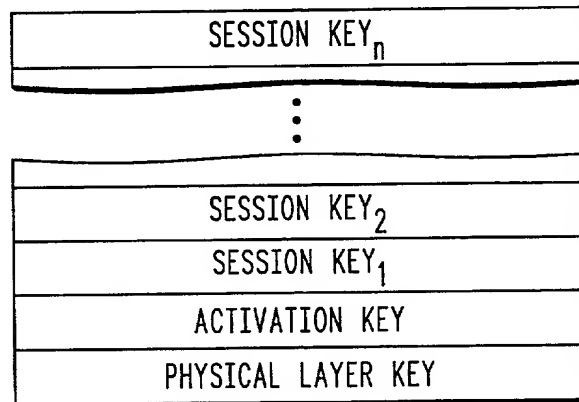 SESSION KEYₙ
⋮
SESSION KEY₂
SESSION KEY₁
ACTIVATION KEY
PHYSICAL LAYER KEY